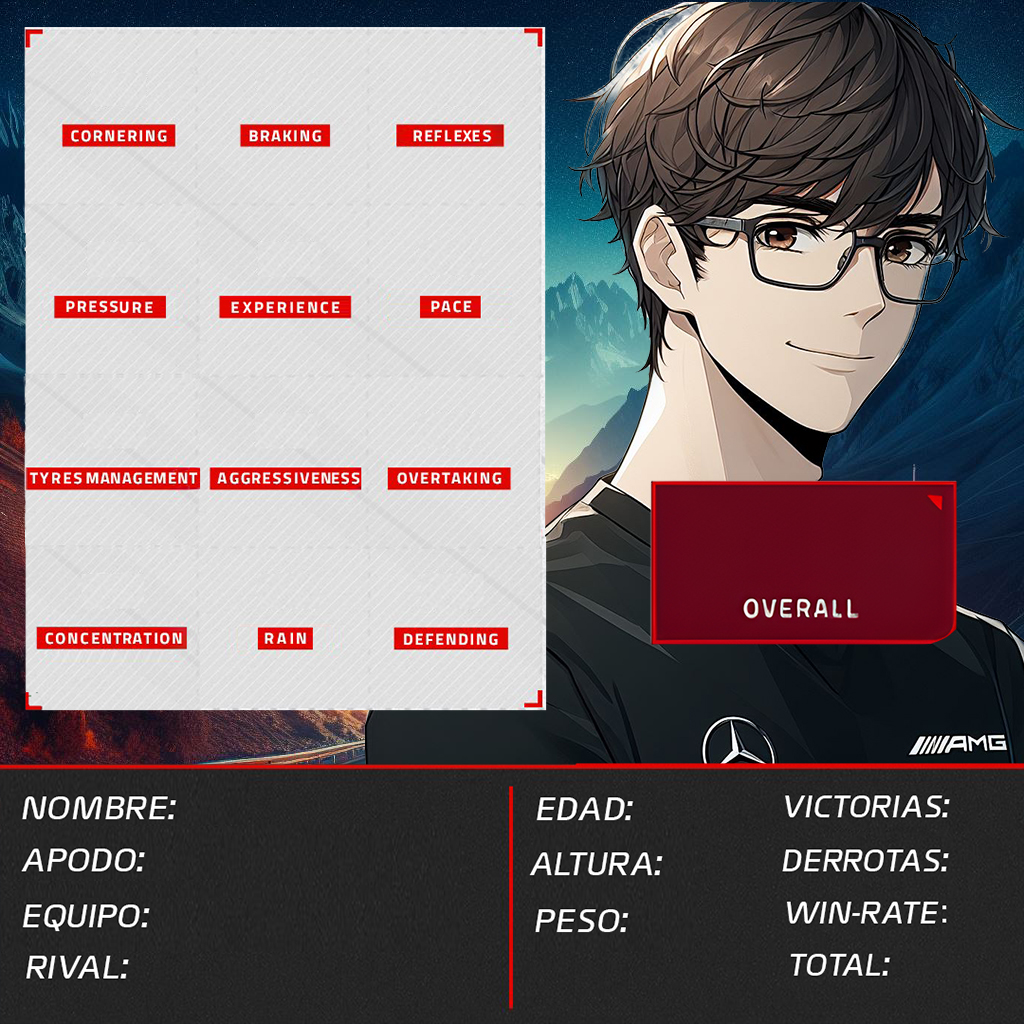 CORNERING BRAKING REFLEXES
PRESSURE EXPERIENCE PACE
TYRES MANAGEMENT AGGRESSIVENESS OVERTAKING
CONCENTRATION RAIN DEFENDING
OVERALL
AMG
NOMBRE:
APODO:
EQUIPO:
RIVAL:
EDAD:
ALTURA:
PESO:
VICTORIAS:
DERROTAS:
WIN-RATE:
TOTAL: